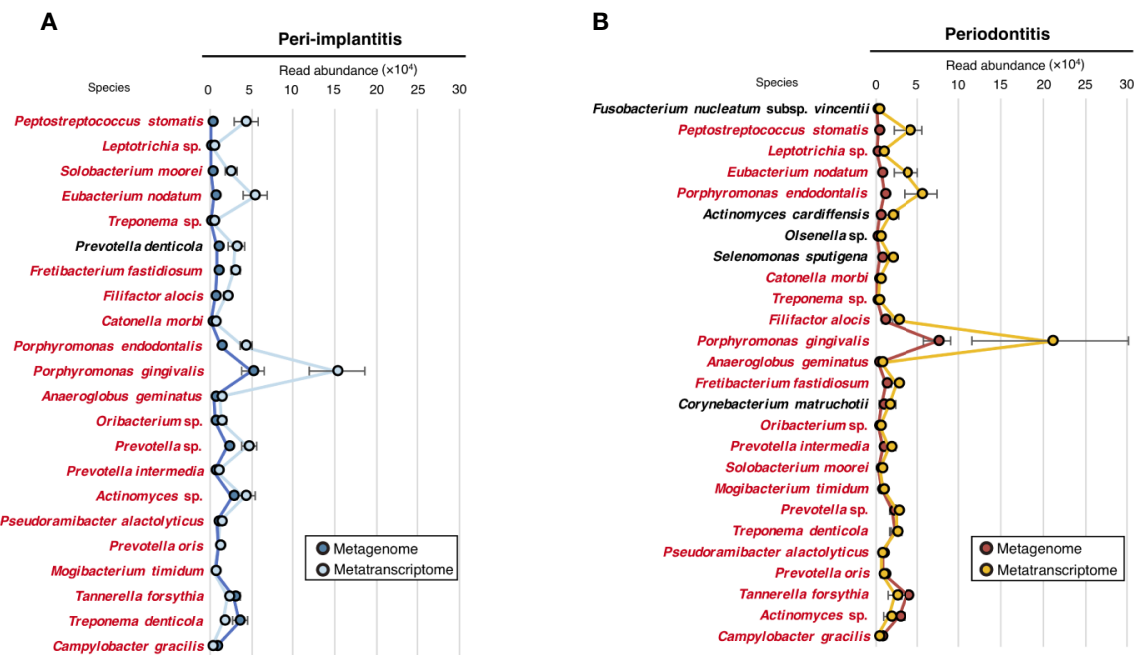 A
Peri-implantitis
Read abundance (×10⁴)
Species
0 5 10 15 20 25 30
Peptostreptococcus stomatis
Leptotrichia sp.
Solobacterium moorei
Eubacterium nodatum
Treponema sp.
Prevotella denticola
Fretibacterium fastidiosum
Filifactor alocis
Catonella morbi
Porphyromonas endodontalis
Porphyromonas gingivalis
Anaeroglobus geminatus
Oribacterium sp.
Prevotella sp.
Prevotella intermedia
Actinomyces sp.
Pseudoramibacter alactolyticus
Prevotella oris
Mogibacterium timidum
Tannerella forsythia
Treponema denticola
Campylobacter gracilis
Metagenome
Metatranscriptome
B
Periodontitis
Read abundance (×10⁴)
Species
0 5 10 15 20 25 30
Fusobacterium nucleatum subsp. vincentii
Peptostreptococcus stomatis
Leptotrichia sp.
Eubacterium nodatum
Porphyromonas endodontalis
Actinomyces cardiffensis
Olsenella sp.
Selenomonas sputigena
Catonella morbi
Treponema sp.
Filifactor alocis
Porphyromonas gingivalis
Anaeroglobus geminatus
Fretibacterium fastidiosum
Corynebacterium matruchotii
Oribacterium sp.
Prevotella intermedia
Solobacterium moorei
Mogibacterium timidum
Prevotella sp.
Treponema denticola
Pseudoramibacter alactolyticus
Prevotella oris
Tannerella forsythia
Actinomyces sp.
Campylobacter gracilis
Metagenome
Metatranscriptome